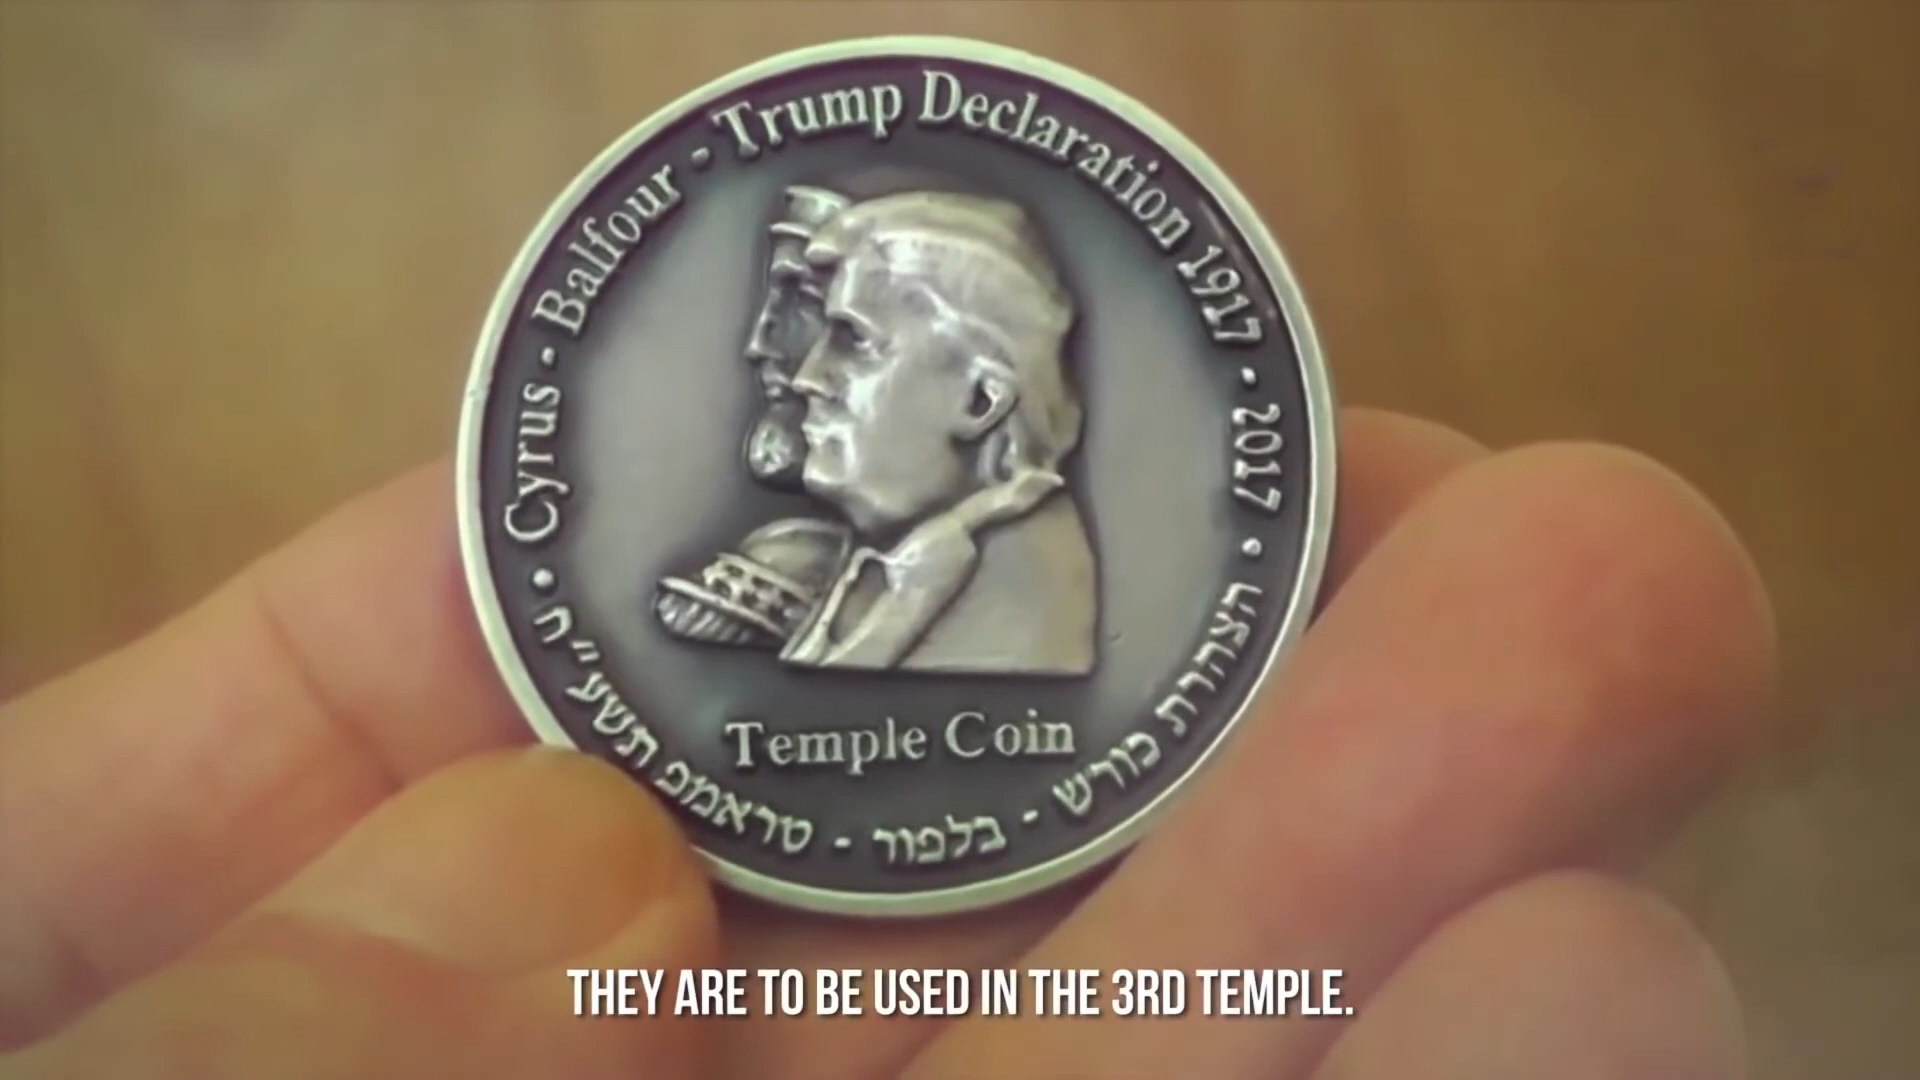 Cyrus - Balfour - Trump Declaration 1917 • 2017
הצהרת כורש - בלפור - טראמפ תשע״ח
Temple Coin
THEY ARE TO BE USED IN THE 3RD TEMPLE.